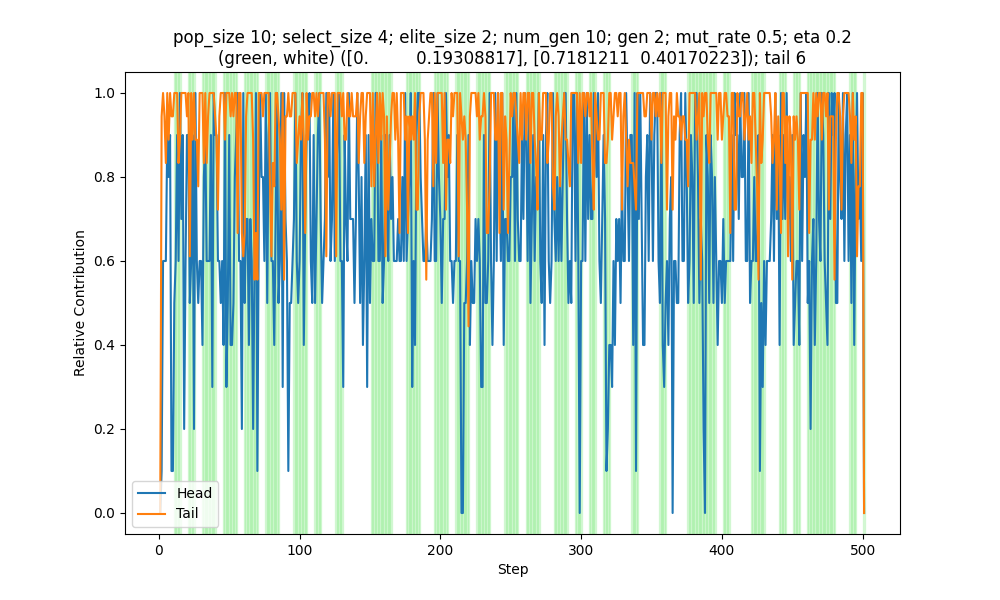 pop_size 10; select_size 4; elite_size 2; num_gen 10; gen 2; mut_rate 0.5; eta 0.2
(green, white) ([0.         0.19308817], [0.7181211  0.40170223]); tail 6
1.0
0.8
0.6
0.4
0.2
0.0
Relative Contribution
Head
Tail
0
100
200
300
400
500
Step